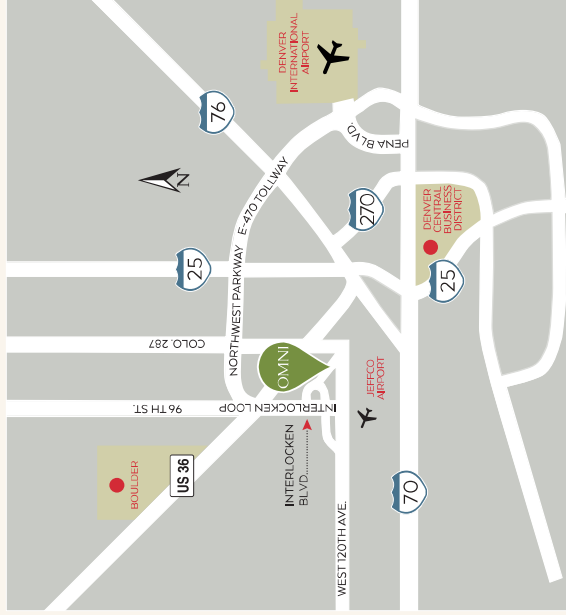 BOULDER
US 36
96 TH ST.
INTERLOCKEN LOOP
INTERLOCKEN
BLVD.............
WEST 120TH AVE.
COLO. 287
NORTHWEST PARKWAY
E-470 TOLLWAY
OMNI
JEFFCO
AIRPORT
70
25
N
76
270
25
DENVER
CENTRAL
BUSINESS
DISTRICT
PENA BLVD.
DENVER
INTERNATIONAL
AIRPORT